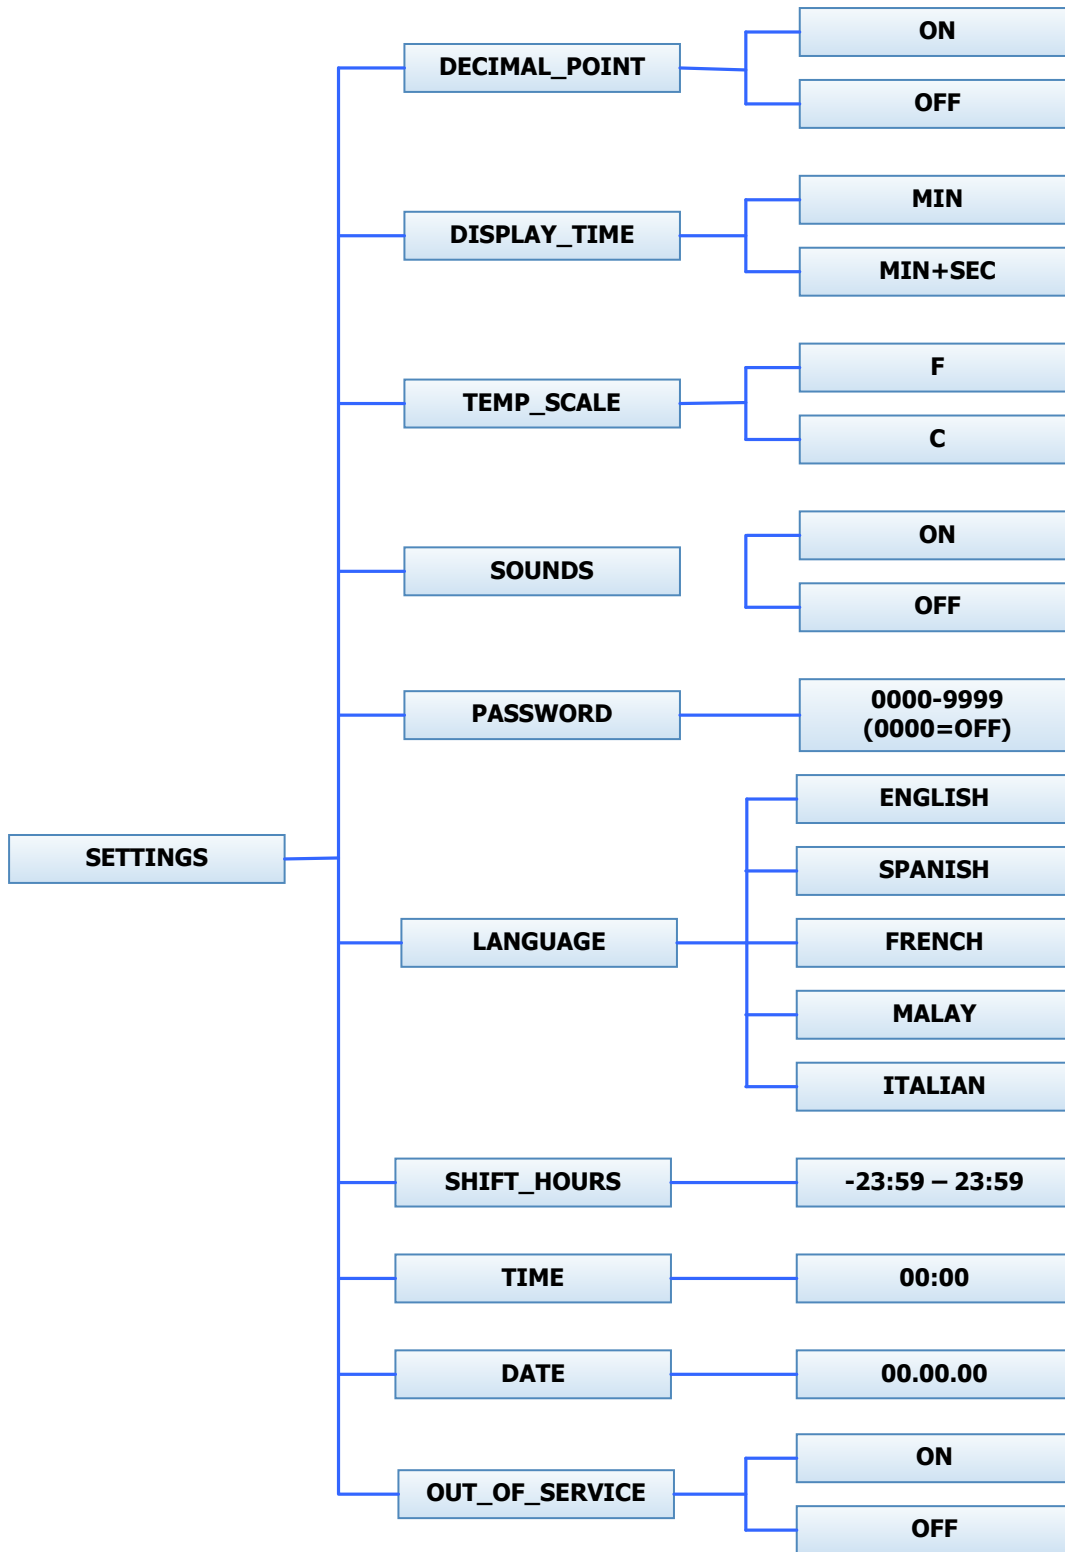 SETTINGS
DECIMAL_POINT
ON
OFF
DISPLAY_TIME
MIN
MIN+SEC
TEMP_SCALE
F
C
SOUNDS
ON
OFF
PASSWORD
0000-9999
(0000=OFF)
LANGUAGE
ENGLISH
SPANISH
FRENCH
MALAY
ITALIAN
SHIFT_HOURS
-23:59 – 23:59
TIME
00:00
DATE
00.00.00
OUT_OF_SERVICE
ON
OFF